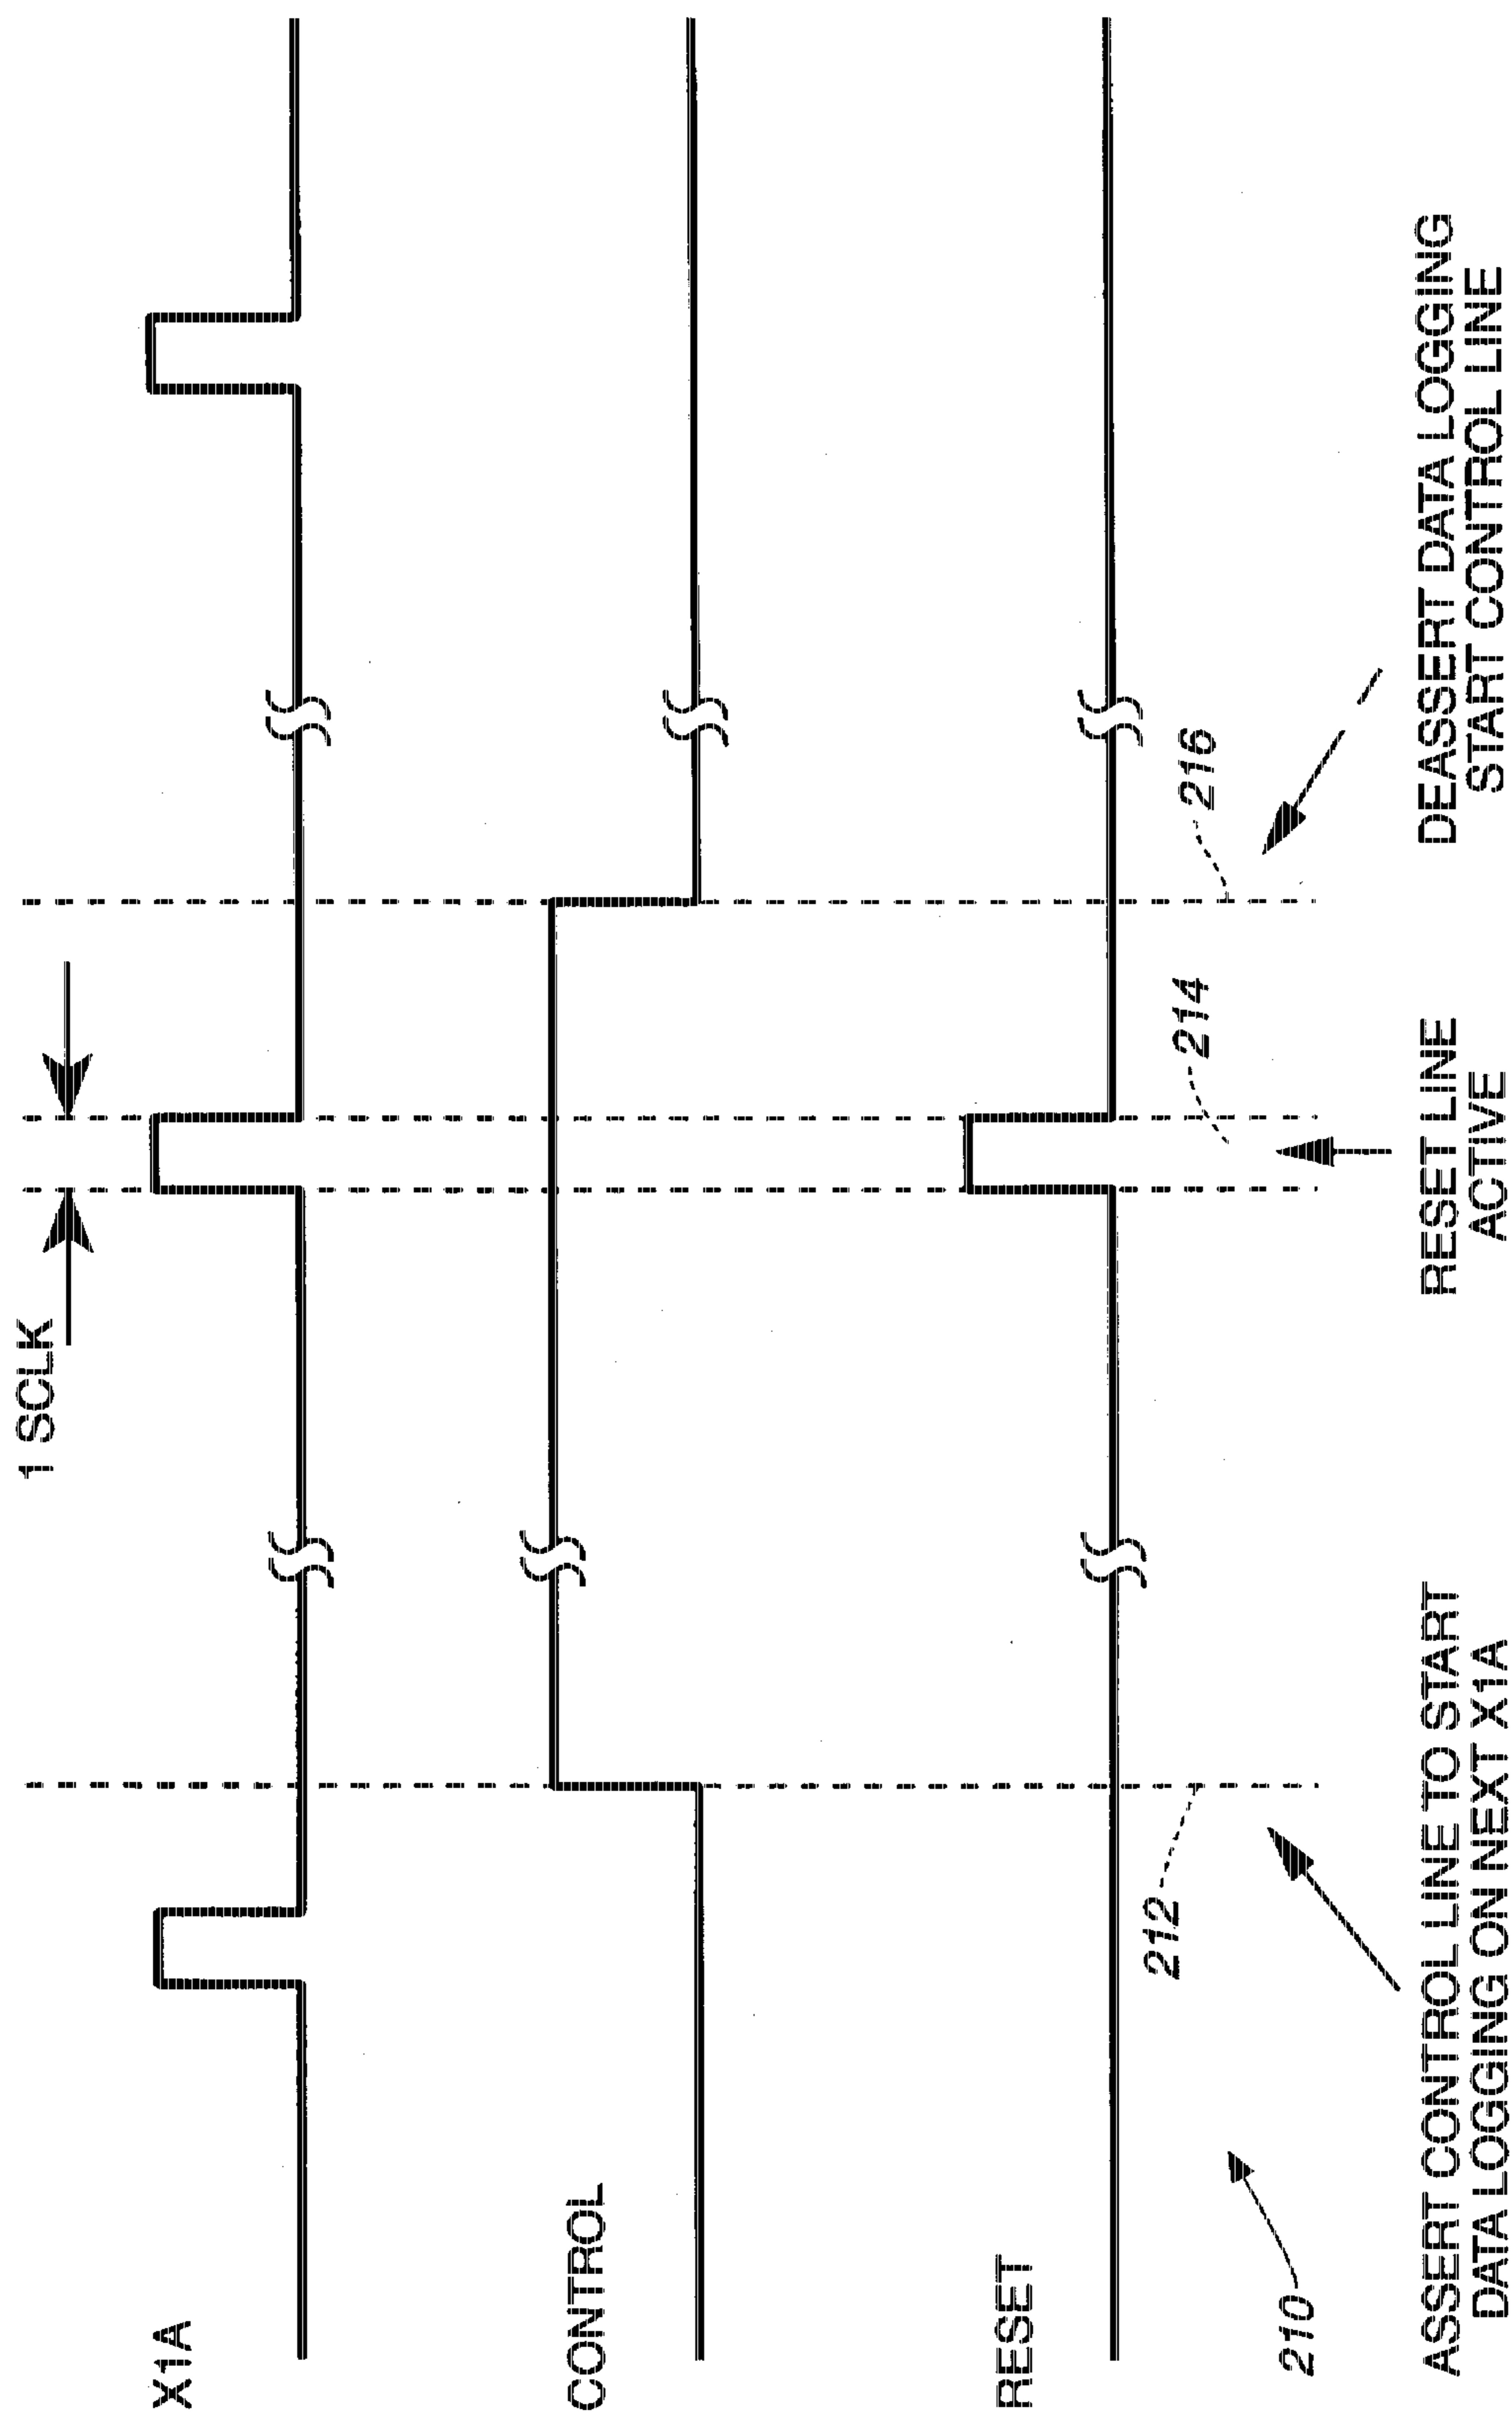 1 SCLK
X1A
CONTROL
RESET
210
212
214
216
ASSERT CONTROL LINE TO START
DATA LOGGING ON NEXT X1A
RESET LINE
ACTIVE
DEASSERT DATA LOGGING
START CONTROL LINE